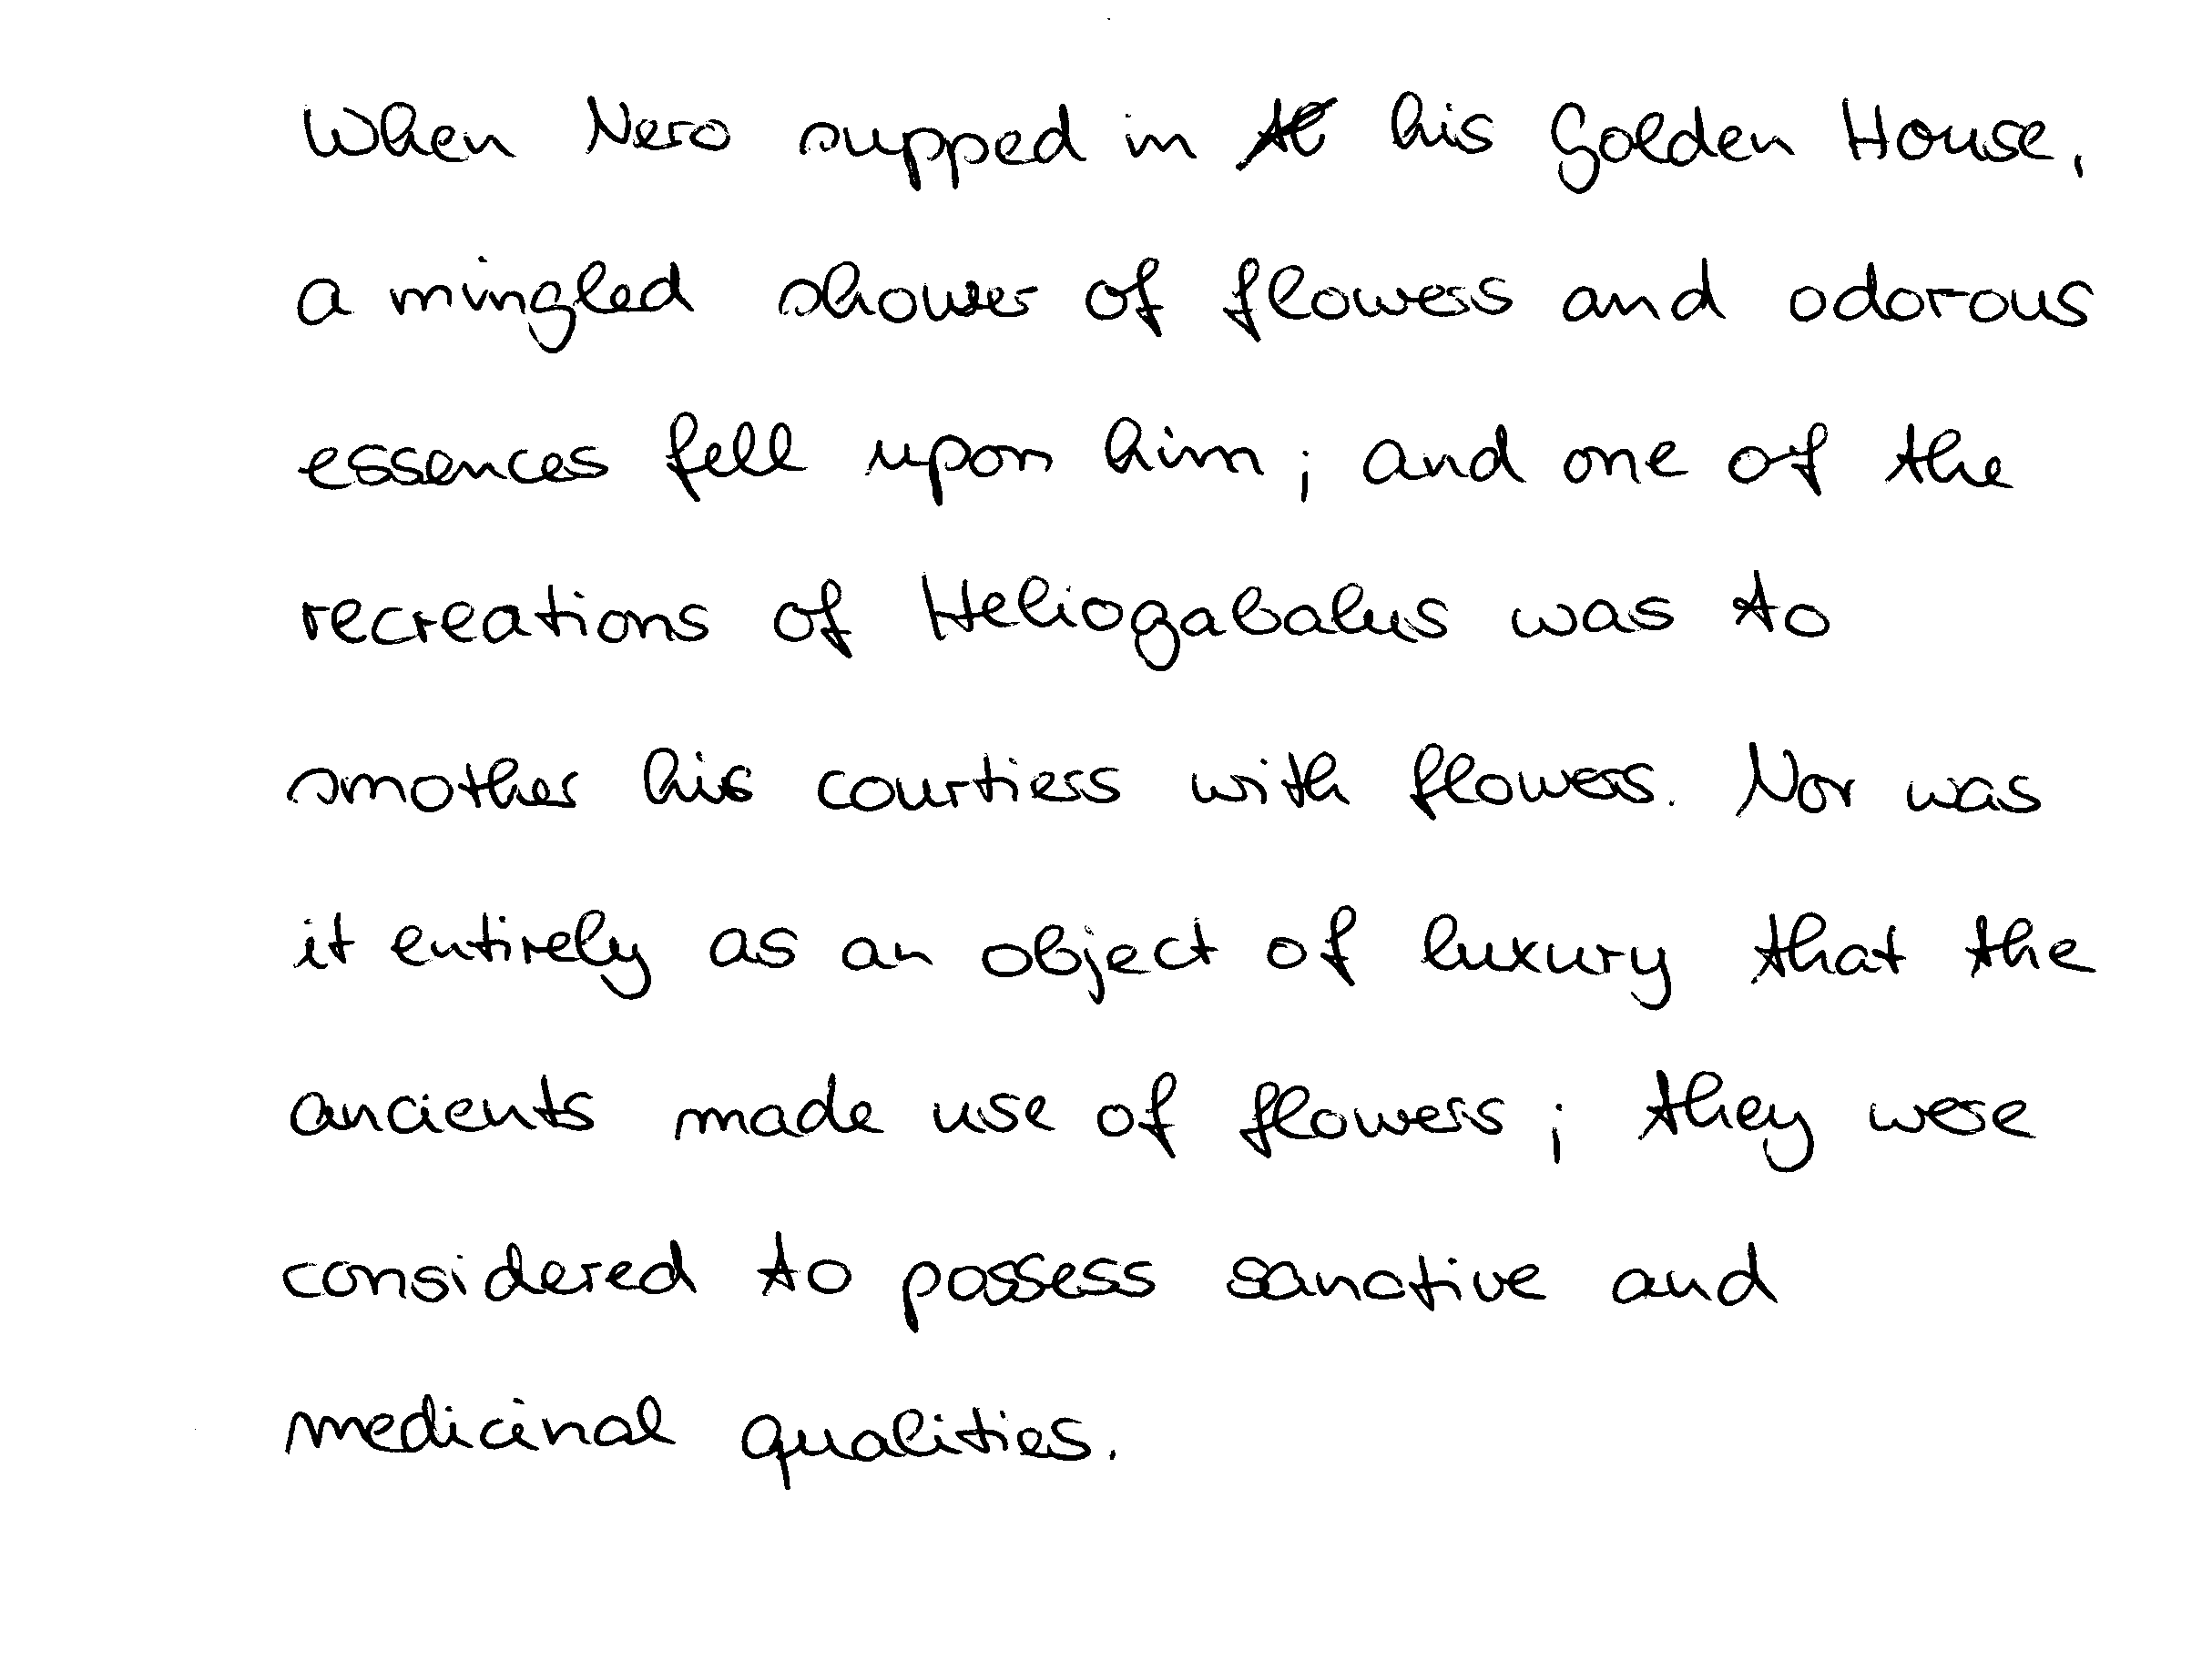 When Nero supped in his Golden House,
a mingled shower of flowers and odorous
essences fell upon him; and one of the
recreations of Heliogabalus was to
smother his courtiers with flowers. Nor was
it entirely as an object of luxury that the
ancients made use of flowers; they were
considered to possess sanative and
medicinal qualities.